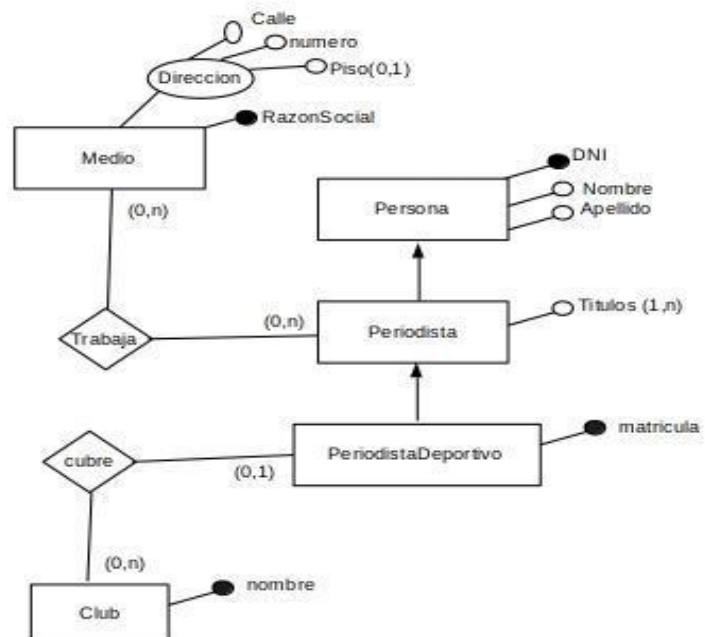 Calle
numero
Direccion
Piso(0,1)
RazonSocial
Medio
DNI
(0,n)
Persona
Nombre
Apellido
Trabaja
(0,n)
Periodista
Titulos (1,n)
cubre
(0,1)
PeriodistaDeportivo
matricula
(0,n)
Club
nombre